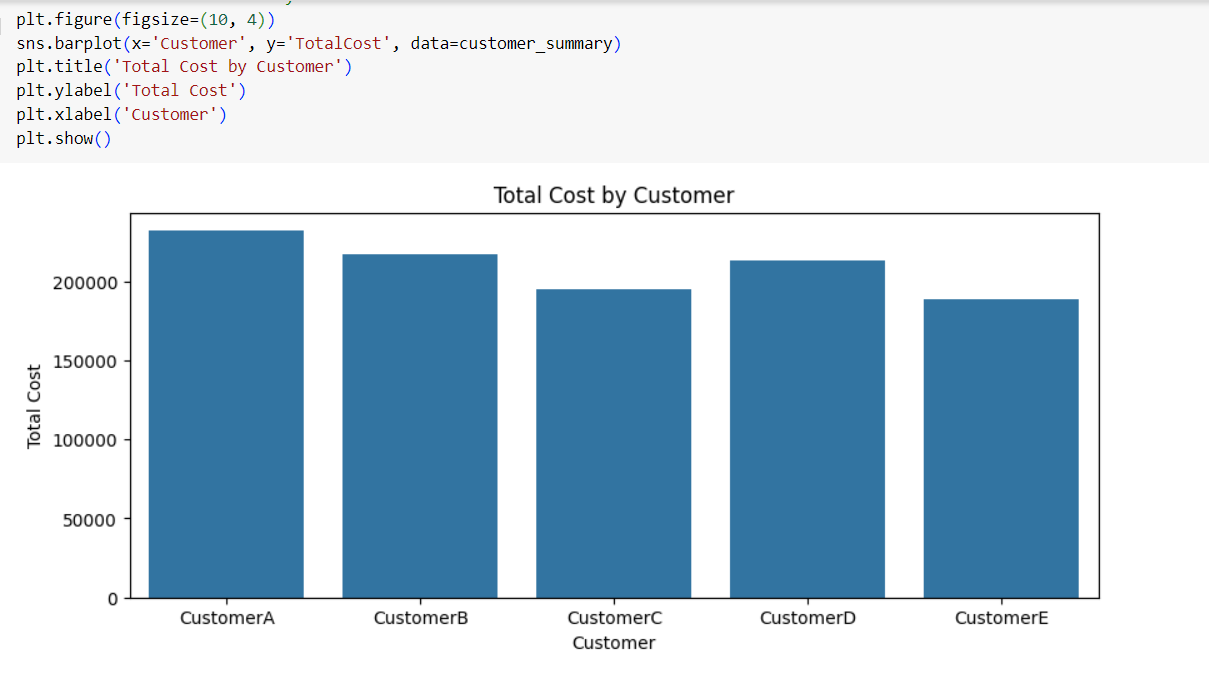 plt.figure(figsize=(10, 4))
sns.barplot(x='Customer', y='TotalCost', data=customer_summary)
plt.title('Total Cost by Customer')
plt.ylabel('Total Cost')
plt.xlabel('Customer')
plt.show()
Total Cost by Customer
200000
150000
100000
50000
0
Total Cost
CustomerA CustomerB CustomerC CustomerD CustomerE
Customer